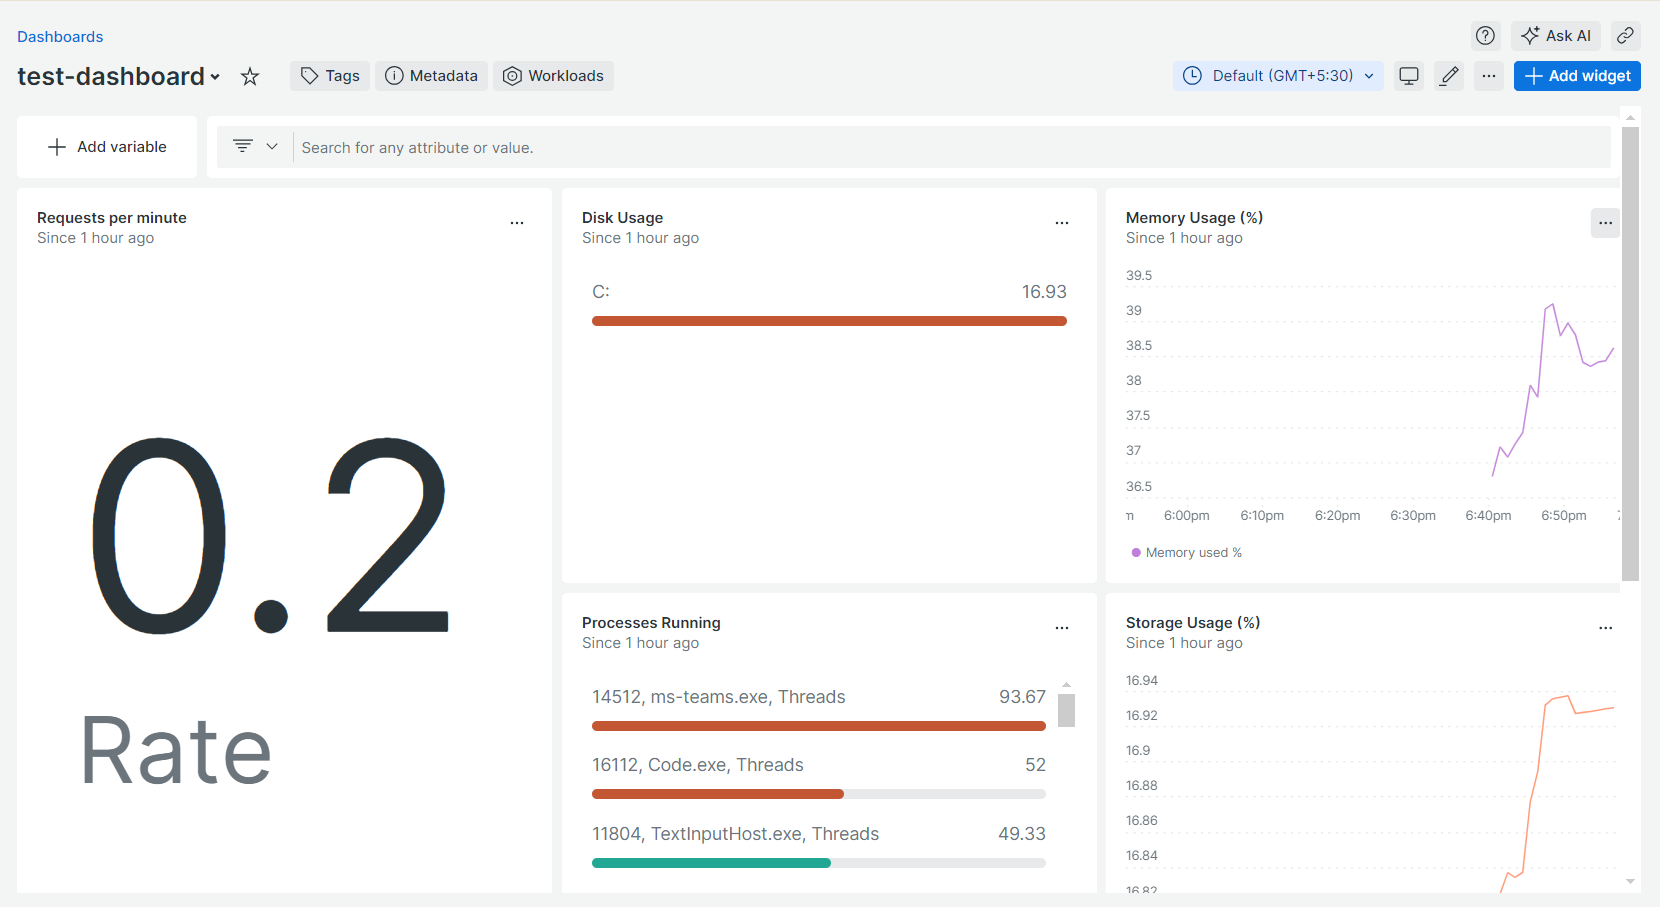 Dashboards
Ask AI
test-dashboard
Tags
Metadata
Workloads
Default (GMT+5:30)
Add widget
Add variable
Search for any attribute or value.
Requests per minute
Since 1 hour ago
0.2
Rate
Disk Usage
Since 1 hour ago
C: 16.93
Memory Usage (%)
Since 1 hour ago
39.5
39
38.5
38
37.5
37
36.5
m 6:00pm 6:10pm 6:20pm 6:30pm 6:40pm 6:50pm
Memory used %
Processes Running
Since 1 hour ago
14512, ms-teams.exe, Threads 93.67
16112, Code.exe, Threads 52
11804, TextInputHost.exe, Threads 49.33
Storage Usage (%)
Since 1 hour ago
16.94
16.92
16.9
16.88
16.86
16.84
16.82